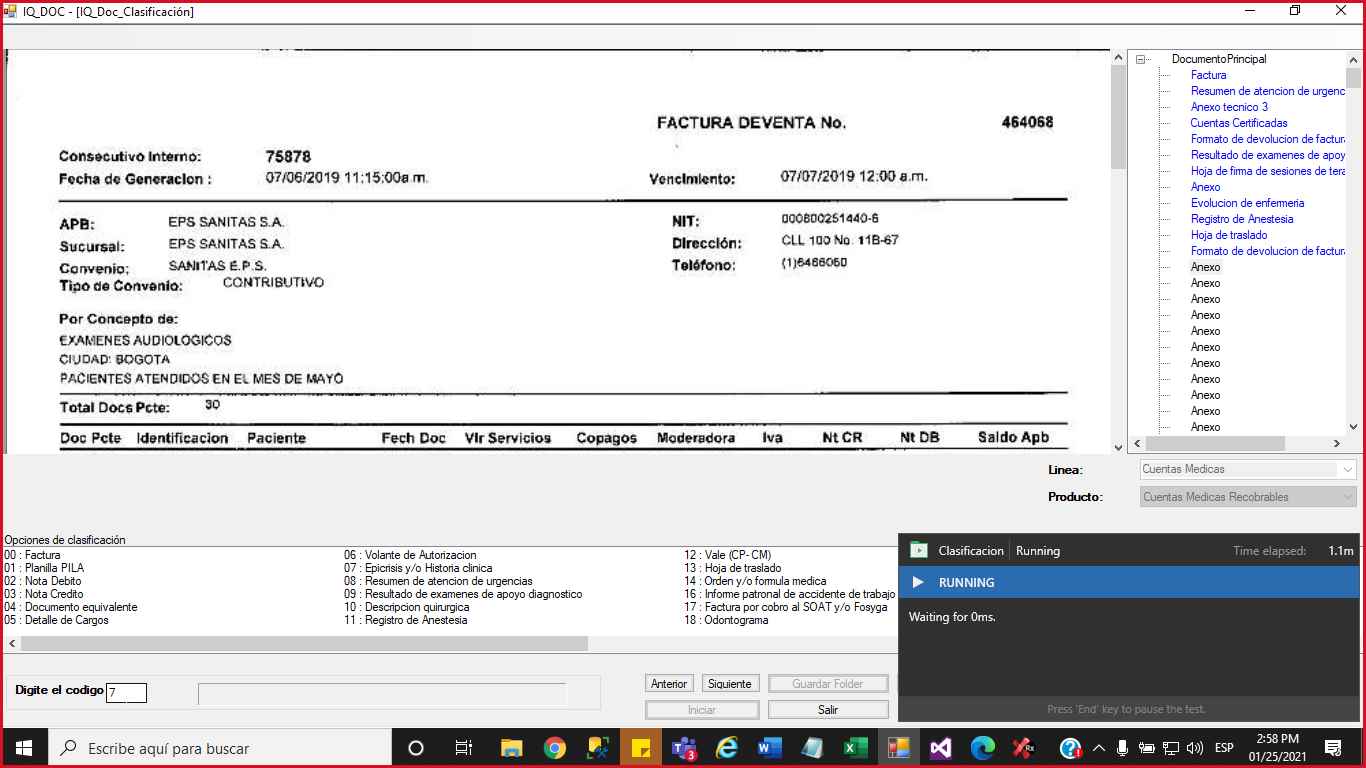 IQ_DOC - [IQ_Doc_Clasificación]
FACTURA DEVENTA No. 464068
Consecutivo Interno: 75878
Fecha de Generacion : 07/06/2019 11:15:00a.m.
Vencimiento: 07/07/2019 12:00 a.m.
APB: EPS SANITAS S.A.
NIT: 000800251440-6
Sucursal: EPS SANITAS S.A.
Dirección: CLL 100 No. 11B-67
Convenio: SANITAS E.P.S.
Teléfono: (1)6466060
Tipo de Convenio: CONTRIBUTIVO
Por Concepto de:
EXAMENES AUDIOLOGICOS
CIUDAD: BOGOTA
PACIENTES ATENDIDOS EN EL MES DE MAYO
Total Docs Pcte: 30
Doc Pcte Identificacion Paciente Fech Doc Vlr Servicios Copagos Moderadora Iva Nt CR Nt DB Saldo Apb
DocumentoPrincipal
Factura
Resumen de atencion de urgenc
Anexo tecnico 3
Cuentas Certificadas
Formato de devolucion de factura
Resultado de examenes de apoy
Hoja de firma de sesiones de tera
Anexo
Evolucion de enfermeria
Registro de Anestesia
Hoja de traslado
Formato de devolucion de factura
Anexo
Anexo
Anexo
Anexo
Anexo
Anexo
Anexo
Anexo
Anexo
Anexo
Anexo
Linea: Cuentas Medicas
Producto: Cuentas Medicas Recobrables
Opciones de clasificación
00 : Factura
01 : Planilla PILA
02 : Nota Debito
03 : Nota Credito
04 : Documento equivalente
05 : Detalle de Cargos
06 : Volante de Autorizacion
07 : Epicrisis y/o Historia clinica
08 : Resumen de atencion de urgencias
09 : Resultado de examenes de apoyo diagnostico
10 : Descripcion quirurgica
11 : Registro de Anestesia
12 : Vale (CP- CM)
13 : Hoja de traslado
14 : Orden y/o formula medica
16 : Informe patronal de accidente de trabajo
17 : Factura por cobro al SOAT y/o Fosyga
18 : Odontograma
Clasificacion Running Time elapsed: 1.1m
RUNNING
Waiting for 0ms.
Press 'End' key to pause the test.
Digite el codigo 7
Anterior Siguiente Guardar Folder
Iniciar Salir
Escribe aquí para buscar
3
ESP
2:58 PM
01/25/2021